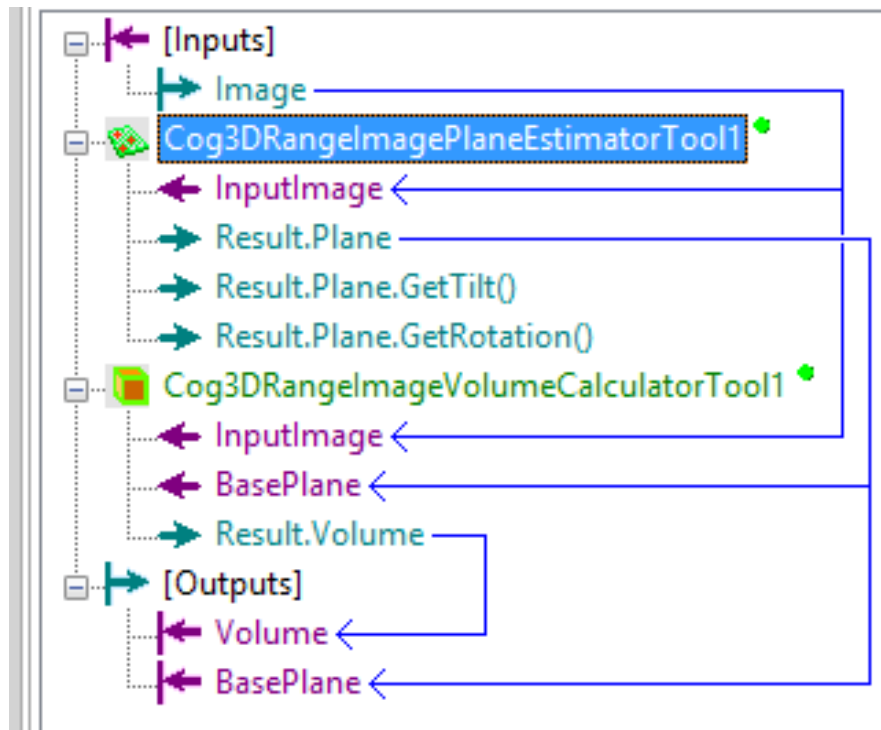 [Inputs]
Image
Cog3DRangeImagePlaneEstimatorTool1
InputImage
Result.Plane
Result.Plane.GetTilt()
Result.Plane.GetRotation()
Cog3DRangeImageVolumeCalculatorTool1
InputImage
BasePlane
Result.Volume
[Outputs]
Volume
BasePlane